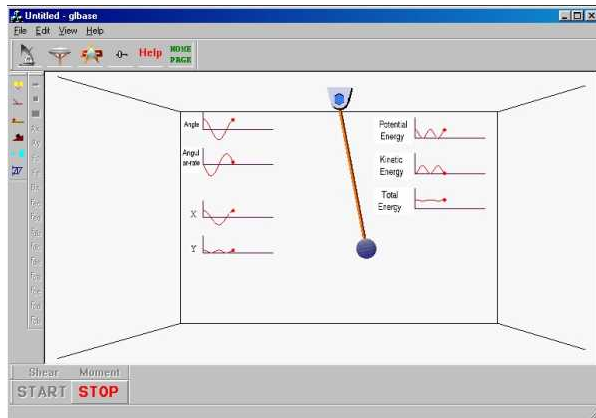 Untitled - glbase
File Edit View Help
Help
HOME
PAGE
Angle
Angul
ar-rate
X
Y
Potential
Energy
Kinetic
Energy
Total
Energy
Shear Moment
START STOP